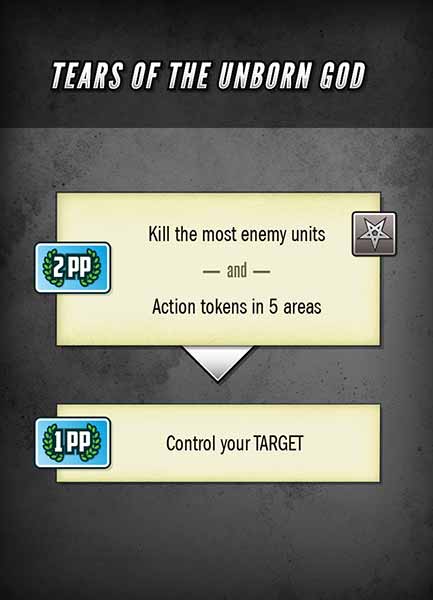 TEARS OF THE UNBORN GOD
Kill the most enemy units
2 PP
— and —
Action tokens in 5 areas
1 PP
Control your TARGET